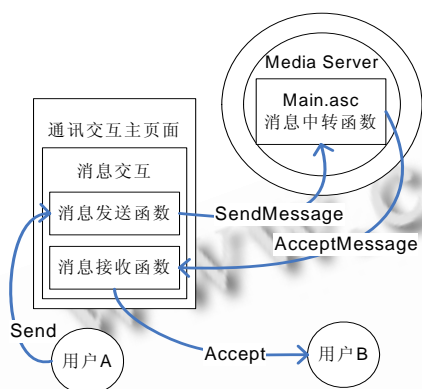 Media Server
Main.asc
消息中转函数
通讯交互主页面
消息交互
消息发送函数
SendMessage
消息接收函数
AcceptMessage
Send
Accept
用户A
用户B